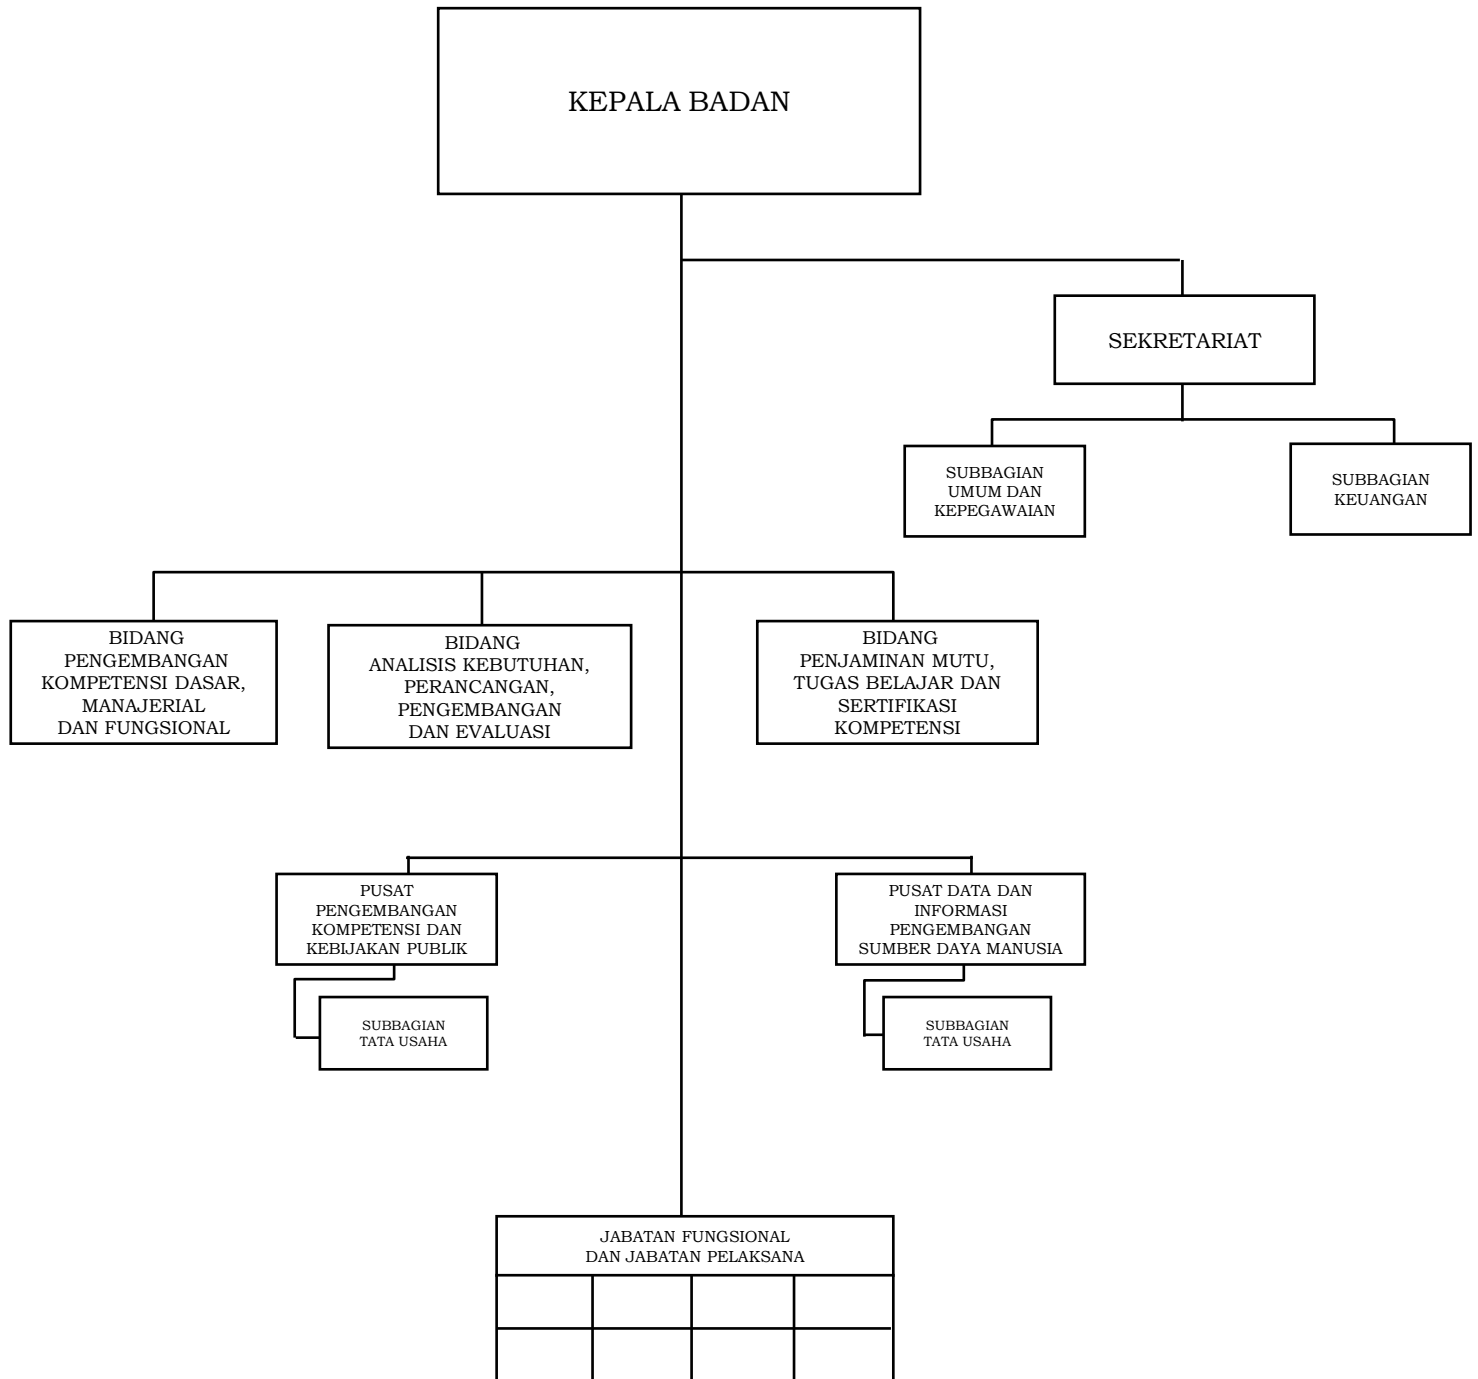 KEPALA BADAN
SEKRETARIAT
SUBBAGIAN
UMUM DAN
KEPEGAWAIAN
SUBBAGIAN
KEUANGAN
BIDANG
PENGEMBANGAN
KOMPETENSI DASAR,
MANAJERIAL
DAN FUNGSIONAL
BIDANG
ANALISIS KEBUTUHAN,
PERANCANGAN,
PENGEMBANGAN
DAN EVALUASI
BIDANG
PENJAMINAN MUTU,
TUGAS BELAJAR DAN
SERTIFIKASI
KOMPETENSI
PUSAT
PENGEMBANGAN
KOMPETENSI DAN
KEBIJAKAN PUBLIK
PUSAT DATA DAN
INFORMASI
PENGEMBANGAN
SUMBER DAYA MANUSIA
SUBBAGIAN
TATA USAHA
SUBBAGIAN
TATA USAHA
JABATAN FUNGSIONAL
DAN JABATAN PELAKSANA